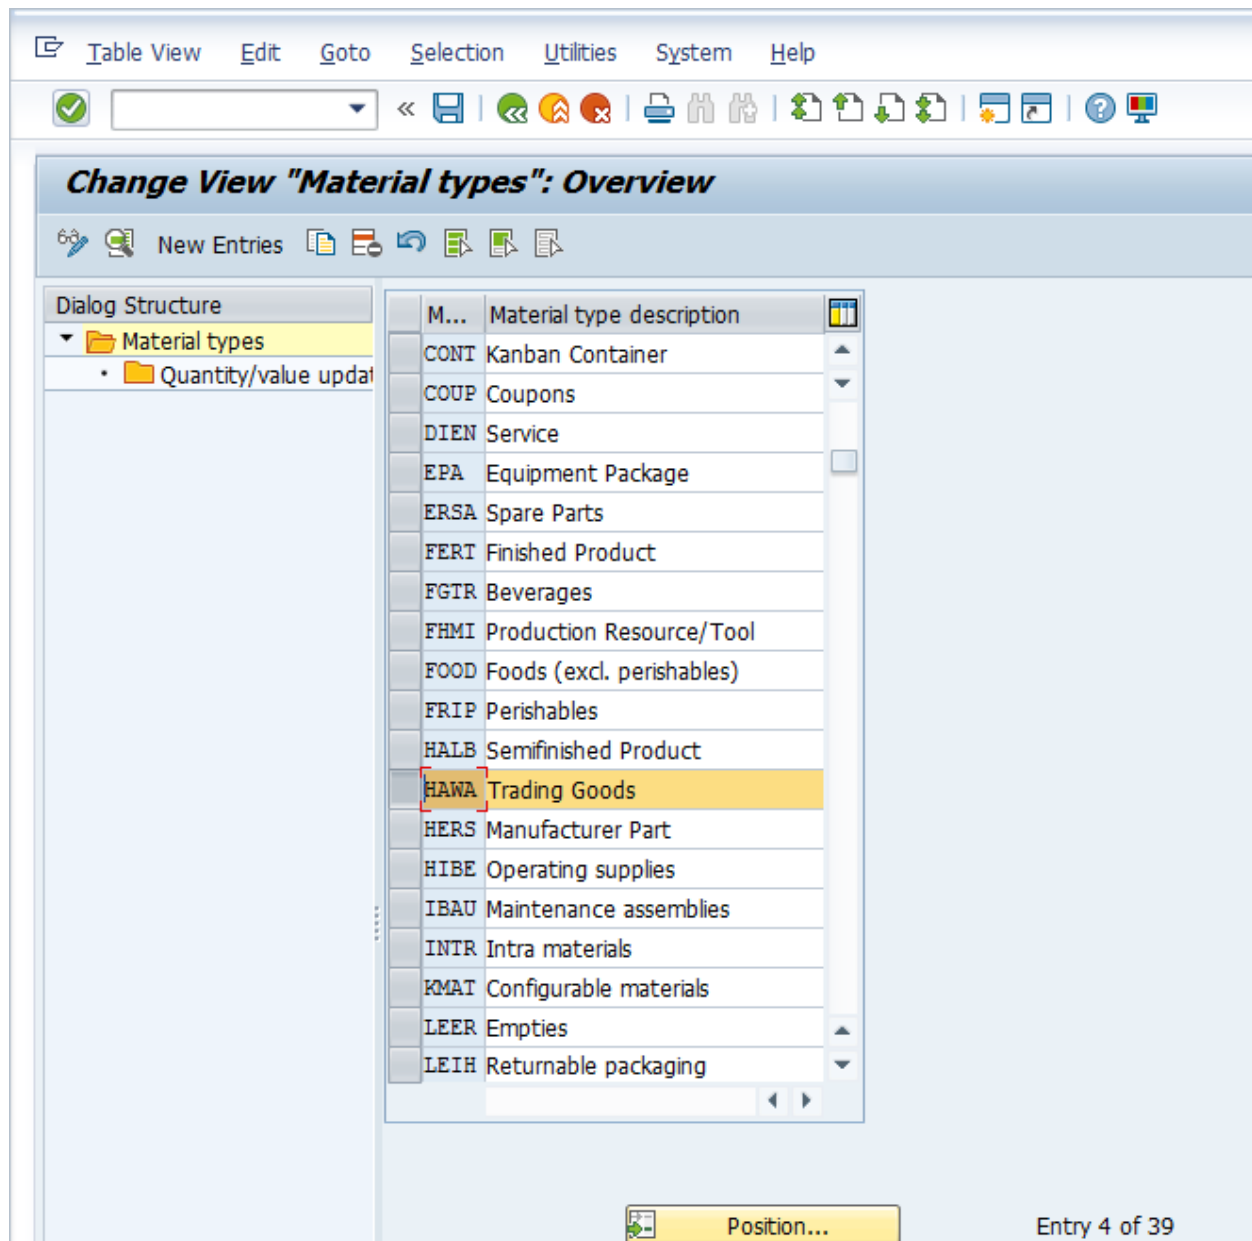 Table View Edit Goto Selection Utilities System Help
Change View "Material types": Overview
New Entries
Dialog Structure
Material types
Quantity/value updat
M... Material type description
CONT Kanban Container
COUP Coupons
DIEN Service
EPA Equipment Package
ERSA Spare Parts
FERT Finished Product
FGTR Beverages
FHMI Production Resource/Tool
FOOD Foods (excl. perishables)
FRIP Perishables
HALB Semifinished Product
HAWA Trading Goods
HERS Manufacturer Part
HIBE Operating supplies
IBAU Maintenance assemblies
INTR Intra materials
KMAT Configurable materials
LEER Empties
LEIH Returnable packaging
Position... Entry 4 of 39